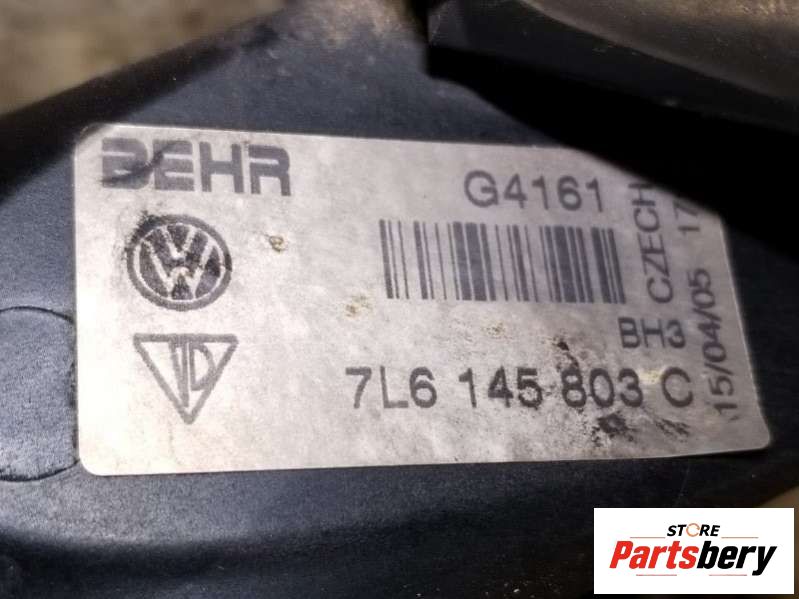 BEHR
G4161
BH3
7L6 145 803 C
CZECH
15/04/05 17
STORE
Partsbery